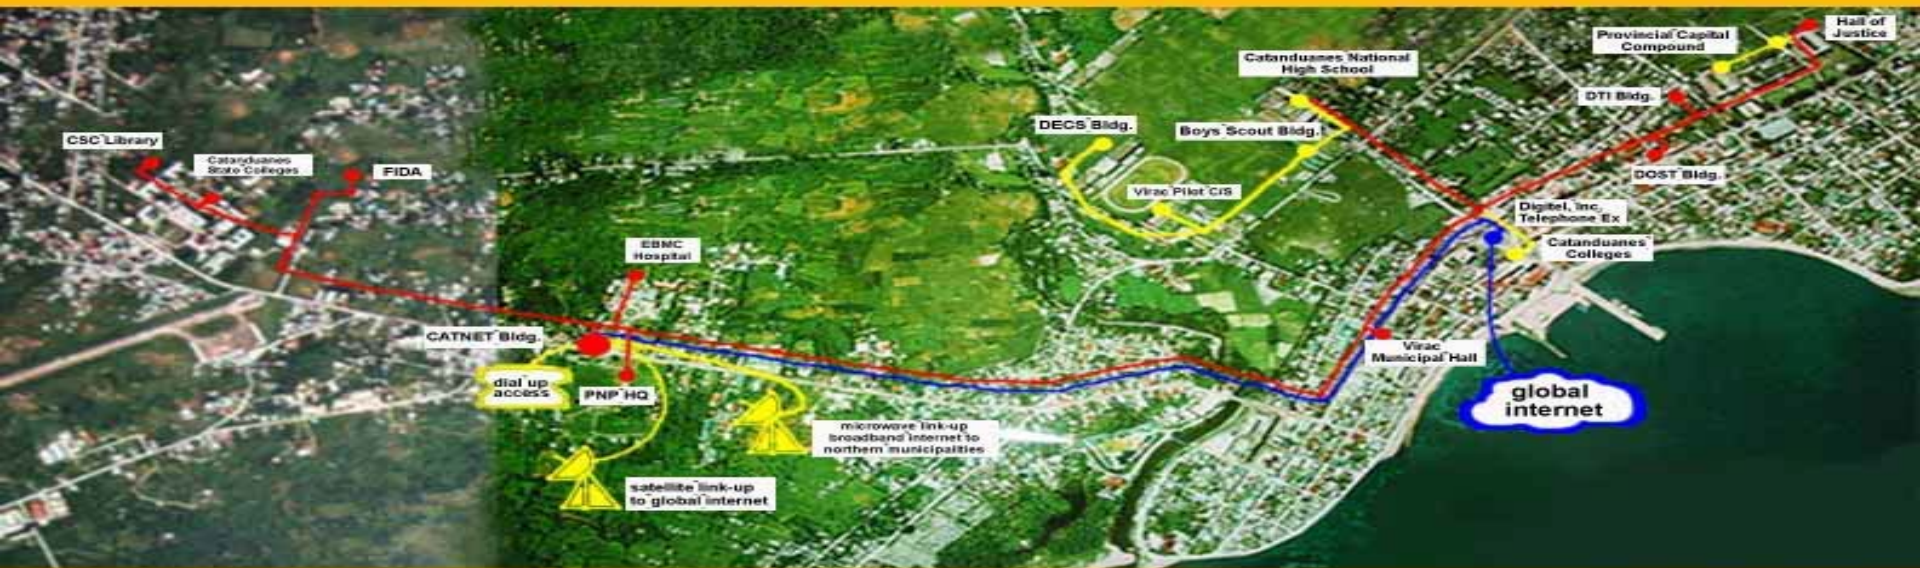 Hall of
Justice
Provincial Capital
Compound
Catanduanes National
High School
DTI Bldg.
DECS Bldg.
Boys Scout Bldg.
CSC Library
Catanduanes
State Colleges
FIDA
DOST Bldg.
Virac Pilot C/S
Digitel, Inc.
Telephone Ex
Catanduanes
Colleges
EBMC
Hospital
CATNET Bldg.
Virac
Municipal Hall
dial up
access
PNP HQ
global
internet
microwave link-up
broadband internet to
northern municipalities
satellite link-up
to global internet